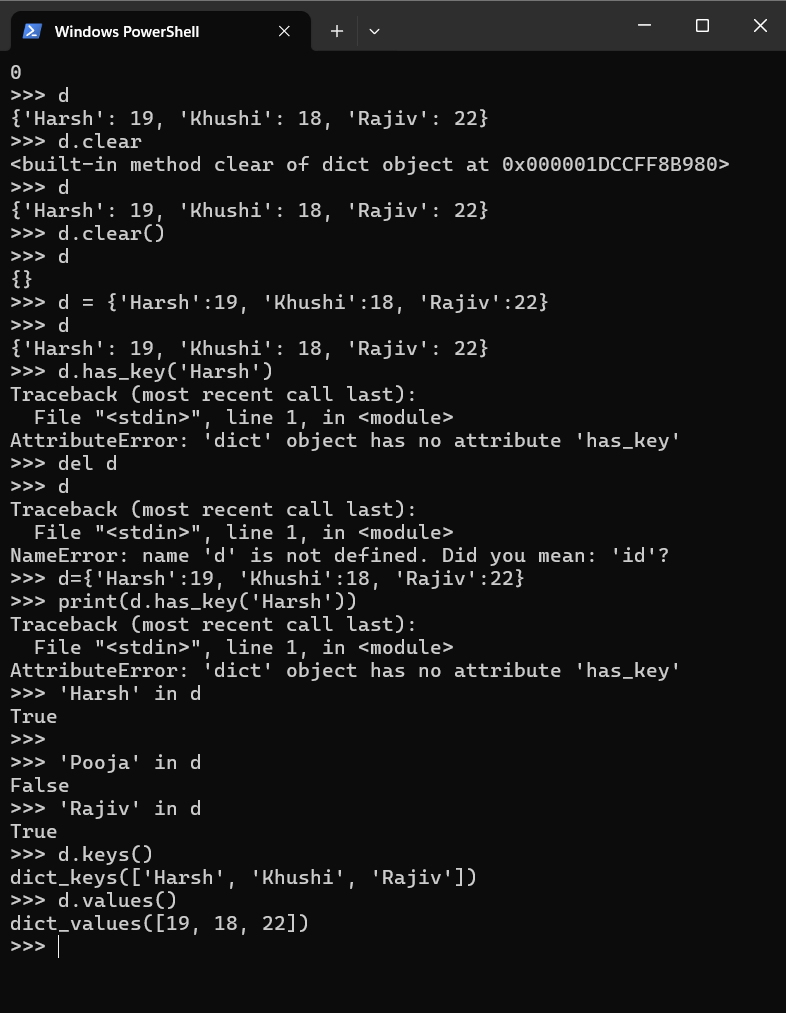 Windows PowerShell
0
>>> d
{'Harsh': 19, 'Khushi': 18, 'Rajiv': 22}
>>> d.clear
<built-in method clear of dict object at 0x000001DCCFF8B980>
>>> d
{'Harsh': 19, 'Khushi': 18, 'Rajiv': 22}
>>> d.clear()
>>> d
{}
>>> d = {'Harsh':19, 'Khushi':18, 'Rajiv':22}
>>> d
{'Harsh': 19, 'Khushi': 18, 'Rajiv': 22}
>>> d.has_key('Harsh')
Traceback (most recent call last):
  File "<stdin>", line 1, in <module>
AttributeError: 'dict' object has no attribute 'has_key'
>>> del d
>>> d
Traceback (most recent call last):
  File "<stdin>", line 1, in <module>
NameError: name 'd' is not defined. Did you mean: 'id'?
>>> d={'Harsh':19, 'Khushi':18, 'Rajiv':22}
>>> print(d.has_key('Harsh'))
Traceback (most recent call last):
  File "<stdin>", line 1, in <module>
AttributeError: 'dict' object has no attribute 'has_key'
>>> 'Harsh' in d
True
>>>
>>> 'Pooja' in d
False
>>> 'Rajiv' in d
True
>>> d.keys()
dict_keys(['Harsh', 'Khushi', 'Rajiv'])
>>> d.values()
dict_values([19, 18, 22])
>>>